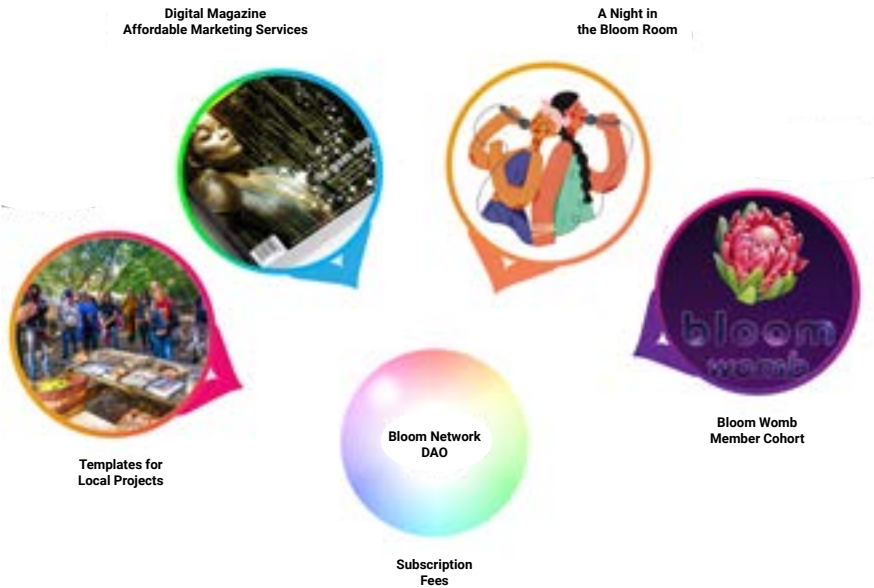 Digital Magazine
Affordable Marketing Services
A Night in
the Bloom Room
bloom
womb
Bloom Network
DAO
Bloom Womb
Member Cohort
Templates for
Local Projects
Subscription
Fees